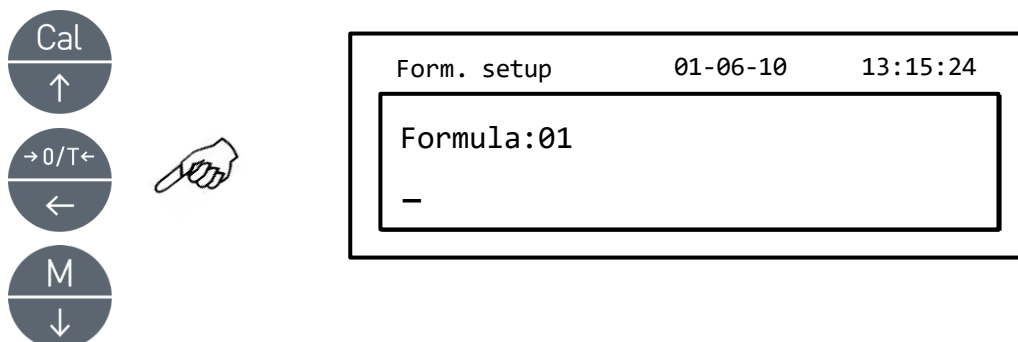 Cal
↑
→0/T←
←
M
↓
Form. setup 01-06-10 13:15:24
Formula:01
_